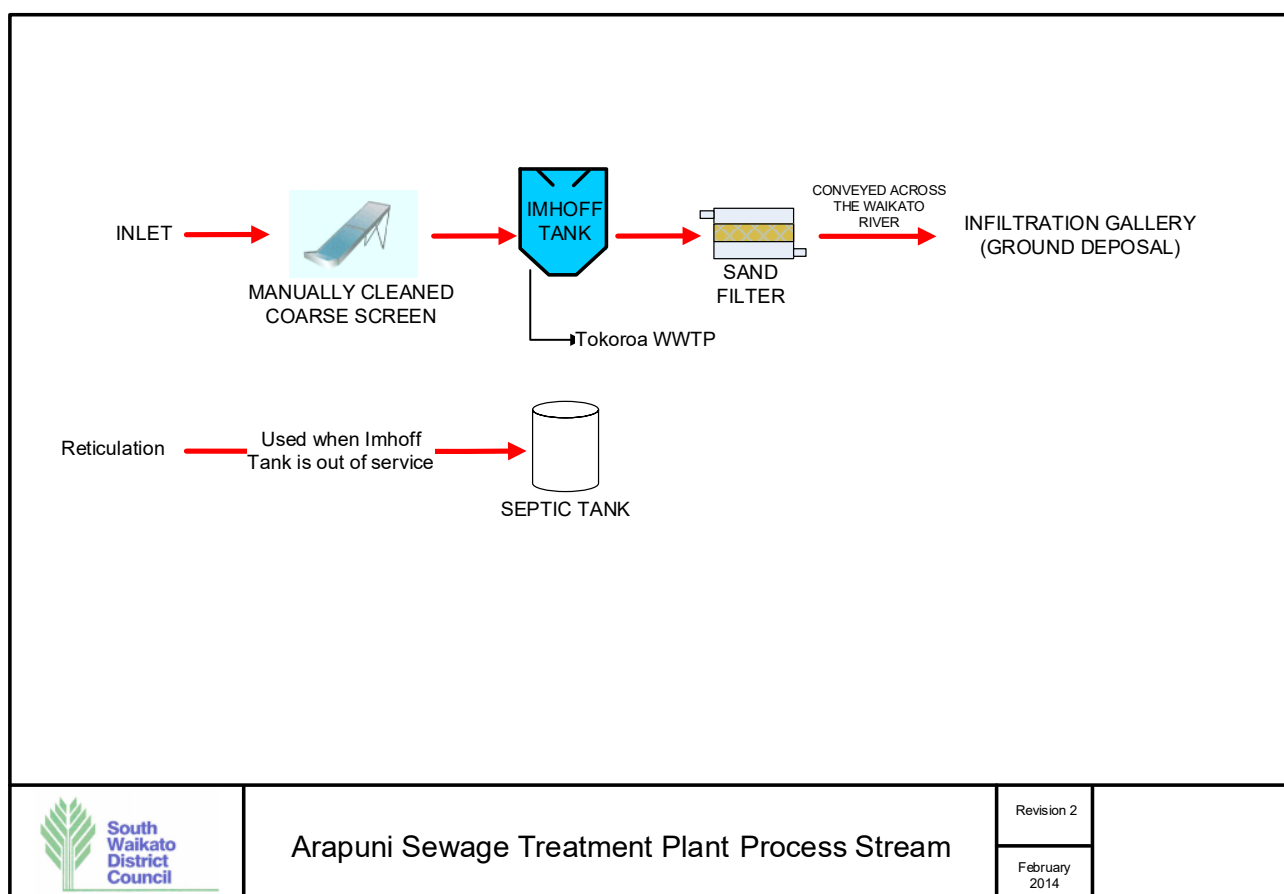 INLET
MANUALLY CLEANED
COARSE SCREEN
IMHOFF
TANK
Tokoroa WWTP
SAND
FILTER
CONVEYED ACROSS
THE WAIKATO
RIVER
INFILTRATION GALLERY
(GROUND DEPOSAL)
Reticulation
Used when Imhoff
Tank is out of service
SEPTIC TANK
South
Waikato
District
Council
Arapuni Sewage Treatment Plant Process Stream
Revision 2
February
2014